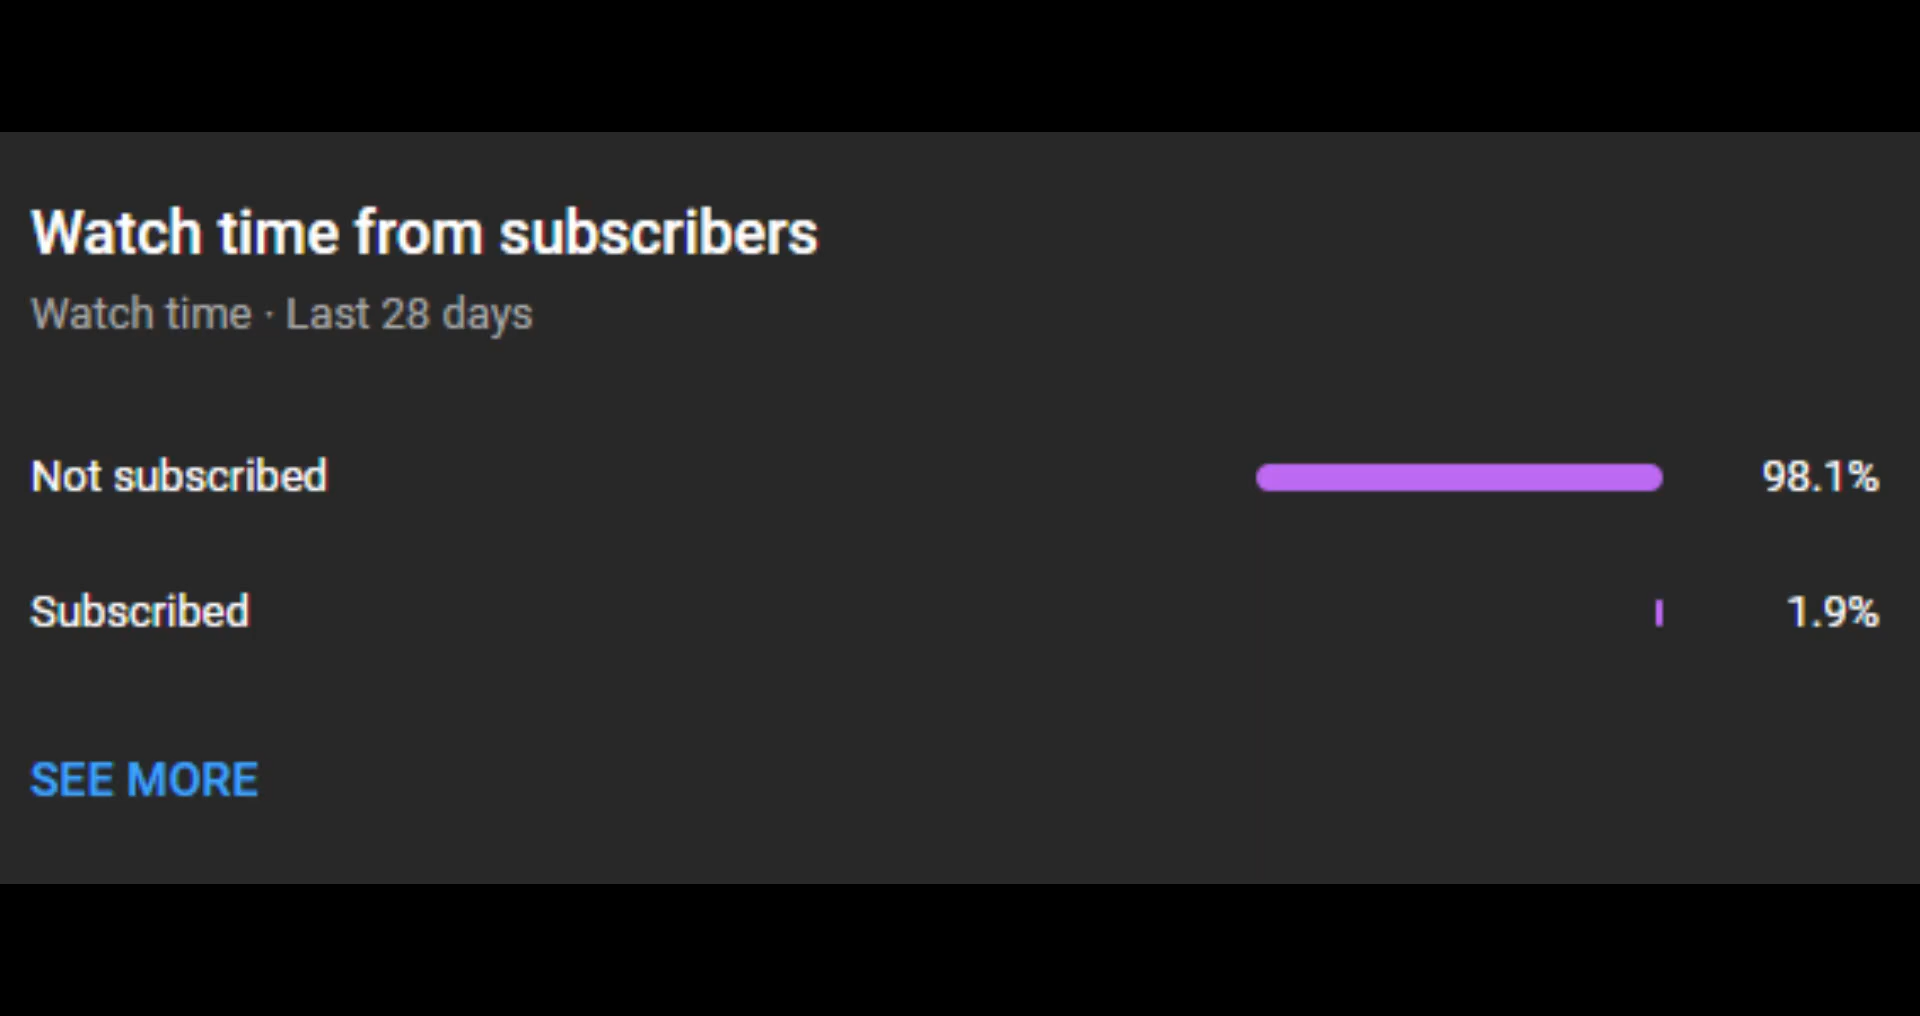 Watch time from subscribers
Watch time · Last 28 days
Not subscribed 98.1%
Subscribed 1.9%
SEE MORE